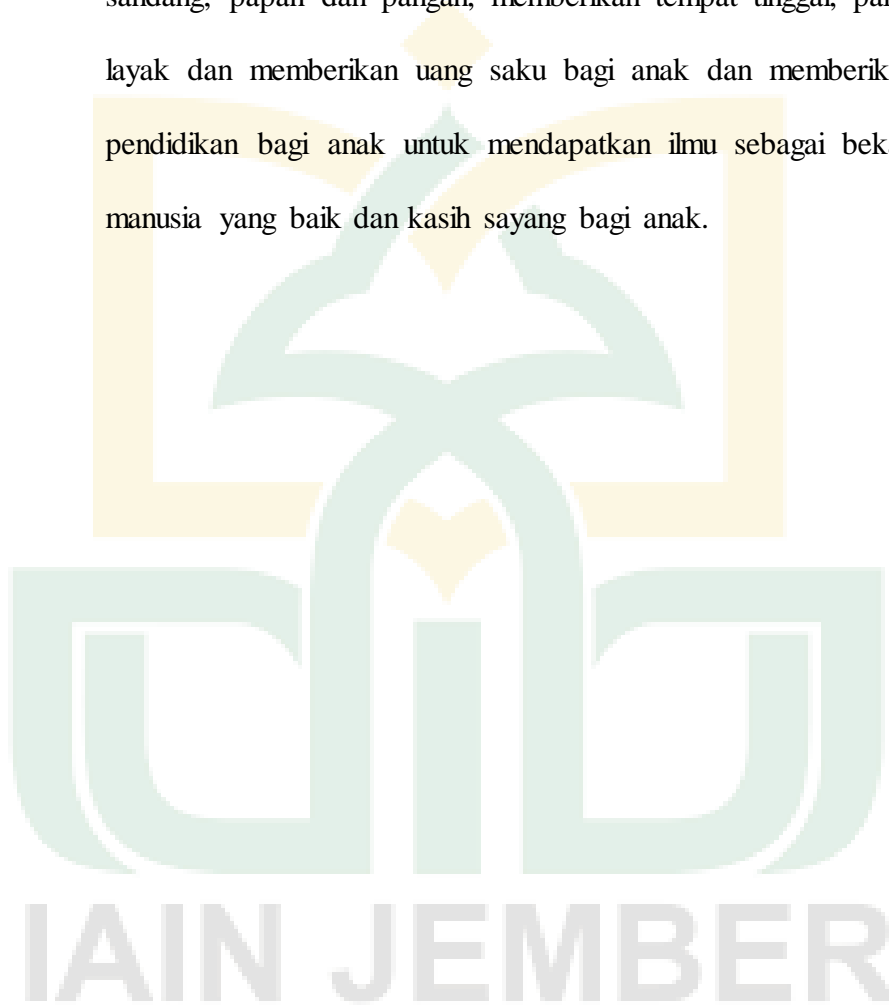 sandang, papan dan pangan, memberikan tempat tinggal,
layak dan memberikan uang saku bagi anak dan
pendidikan bagi anak untuk mendapatkan ilmu sebagai
manusia yang baik dan kasih sayang bagi anak.
IAIN JEMBER